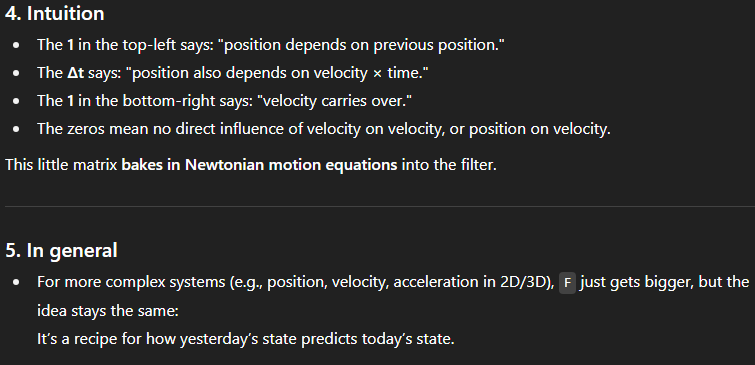 4. Intuition
• The 1 in the top-left says: "position depends on previous position."
• The Δt says: "position also depends on velocity × time."
• The 1 in the bottom-right says: "velocity carries over."
• The zeros mean no direct influence of velocity on velocity, or position on velocity.
This little matrix bakes in Newtonian motion equations into the filter.
5. In general
• For more complex systems (e.g., position, velocity, acceleration in 2D/3D), F just gets bigger, but the
idea stays the same:
It’s a recipe for how yesterday’s state predicts today’s state.